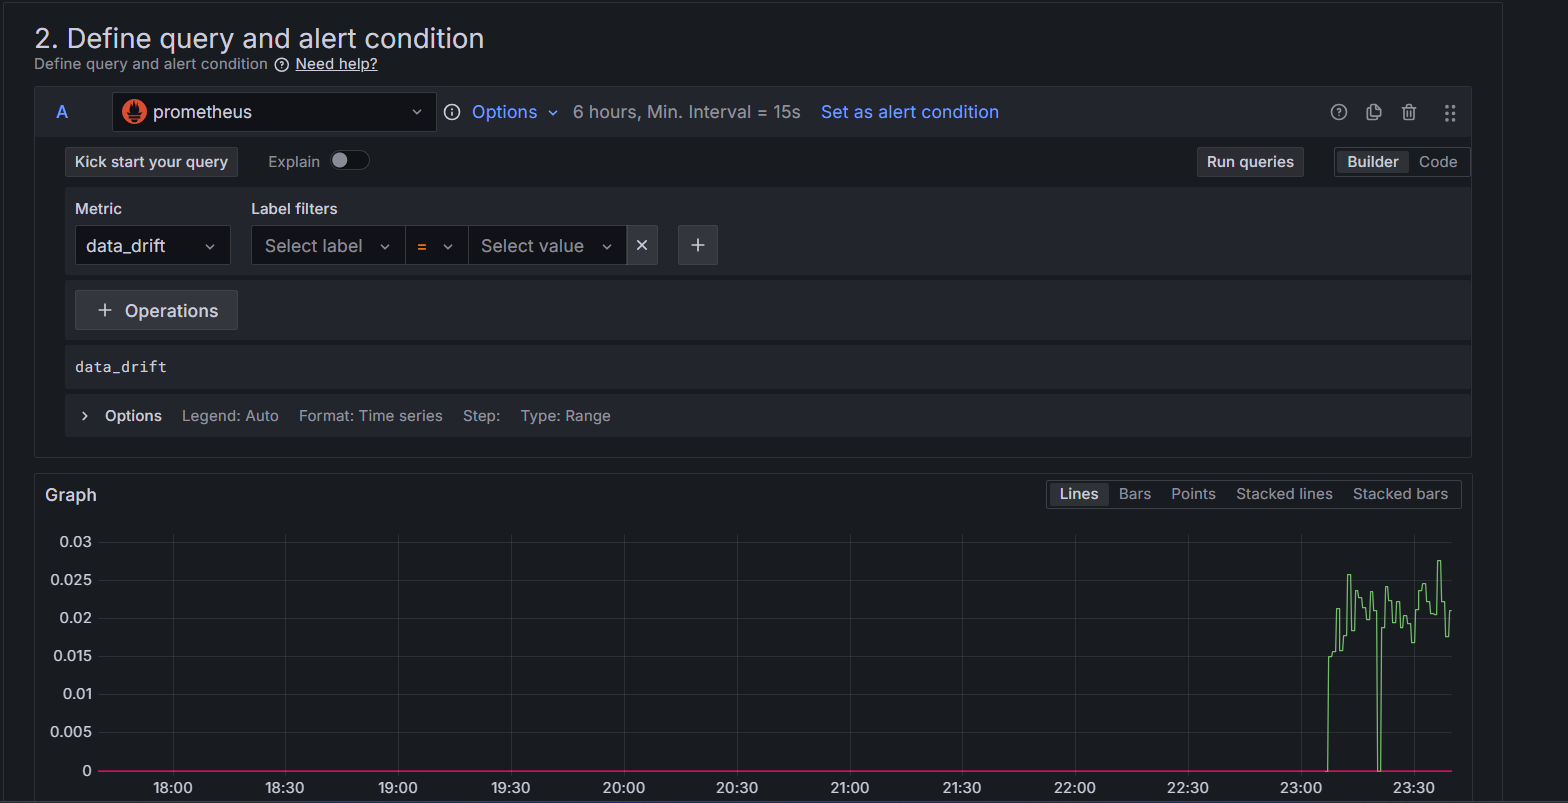 2. Define query and alert condition
Define query and alert condition Need help?
A prometheus Options 6 hours, Min. Interval = 15s Set as alert condition
Kick start your query Explain Run queries Builder Code
Metric Label filters
data_drift Select label = Select value
+ Operations
data_drift
Options Legend: Auto Format: Time series Step: Type: Range
Graph Lines Bars Points Stacked lines Stacked bars
0.03
0.025
0.02
0.015
0.01
0.005
0
18:00 18:30 19:00 19:30 20:00 20:30 21:00 21:30 22:00 22:30 23:00 23:30